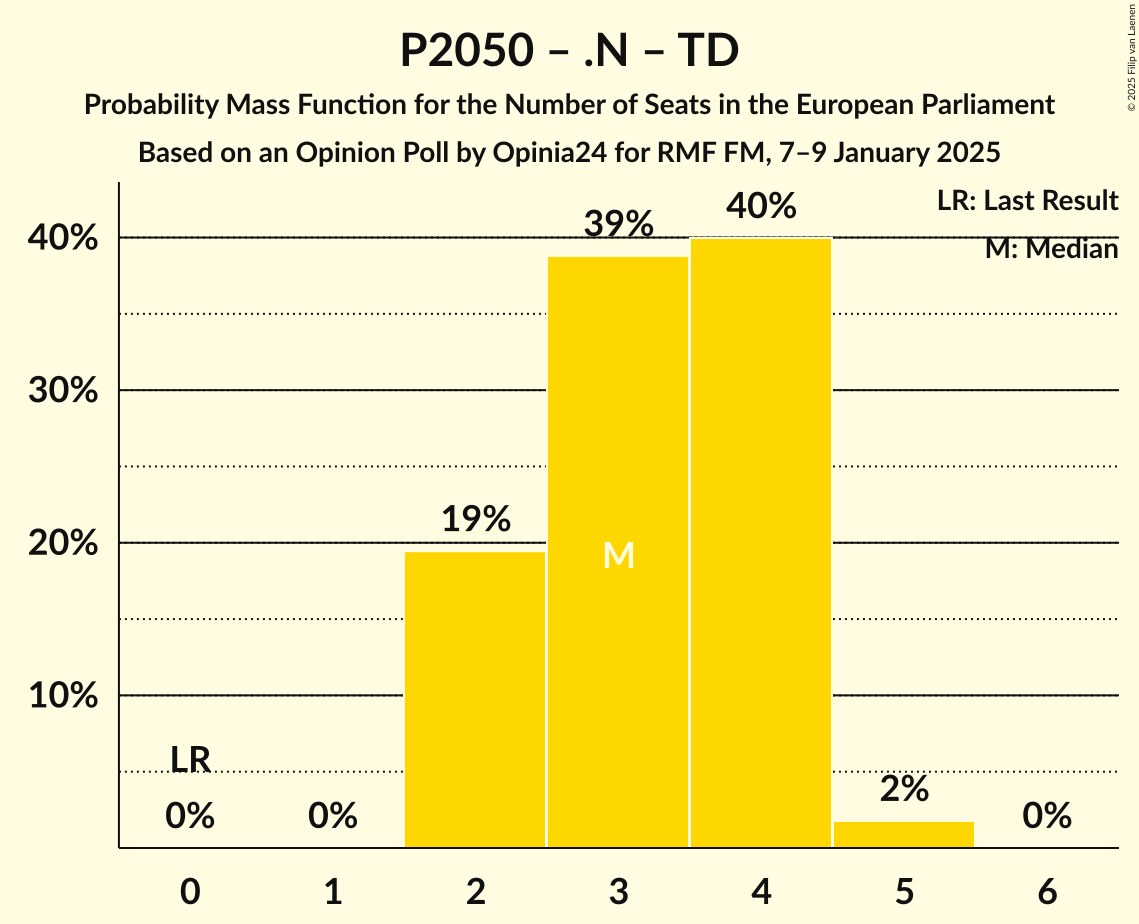 P2050 – .N – TD
Probability Mass Function for the Number of Seats in the European Parliament
Based on an Opinion Poll by Opinia24 for RMF FM, 7–9 January 2025
© 2025 Filip van Laenen
LR: Last Result
M: Median
40%
30%
20%
10%
39%
40%
19%
M
LR
0%
0%
2%
0%
0
1
2
3
4
5
6